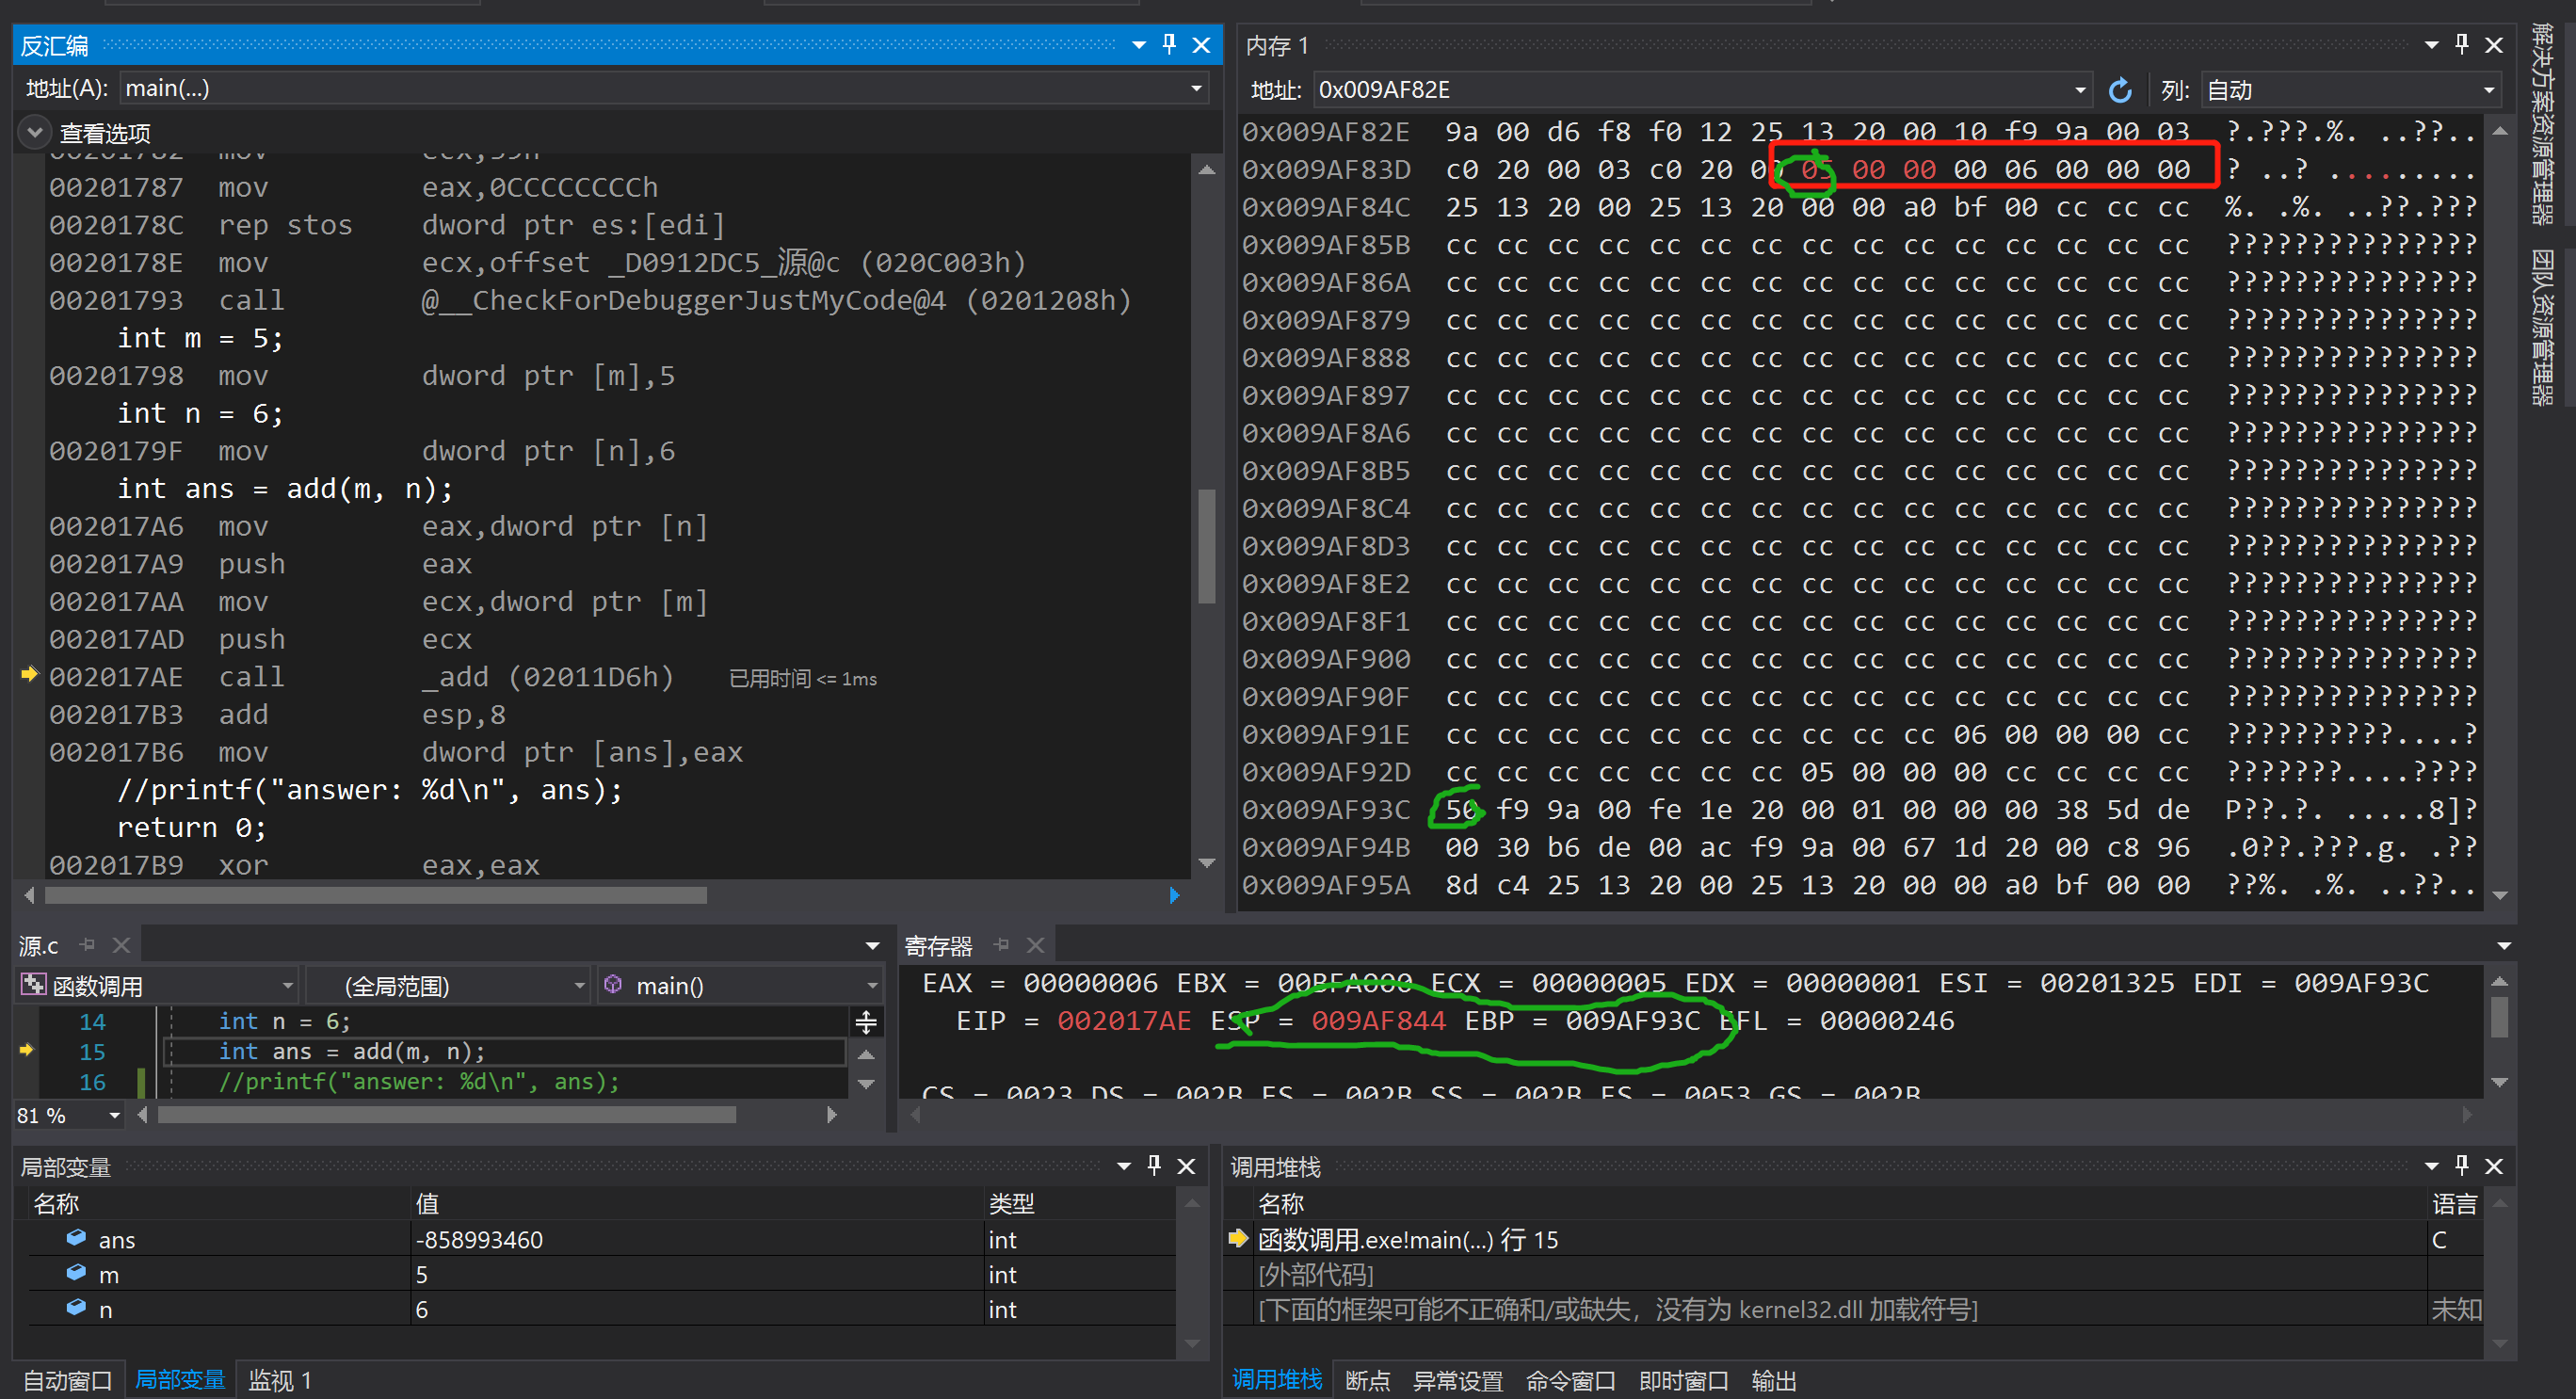 反汇编
地址(A): main(...)
查看选项
00201787 mov eax,0CCCCCCCCh
0020178C rep stos dword ptr es:[edi]
0020178E mov ecx,offset _D0912DC5_源@c (020C003h)
00201793 call @__CheckForDebuggerJustMyCode@4 (0201208h)
int m = 5;
00201798 mov dword ptr [m],5
int n = 6;
0020179F mov dword ptr [n],6
int ans = add(m, n);
002017A6 mov eax,dword ptr [n]
002017A9 push eax
002017AA mov ecx,dword ptr [m]
002017AD push ecx
002017AE call _add (02011D6h) 已用时间 <= 1ms
002017B3 add esp,8
002017B6 mov dword ptr [ans],eax
//printf("answer: %d\n", ans);
return 0;
002017B9 xor eax,eax
内存 1
地址: 0x009AF82E 列: 自动
0x009AF82E 9a 00 d6 f8 f0 12 25 13 20 00 10 f9 9a 00 03 ?.???.%. ..??..
0x009AF83D c0 20 00 03 c0 20 00 05 00 00 00 06 00 00 00 ? ..? .........
0x009AF84C 25 13 20 00 25 13 20 00 00 a0 bf 00 cc cc cc %. .%. ..??.???
0x009AF85B cc cc cc cc cc cc cc cc cc cc cc cc cc cc cc ???????????????
0x009AF86A cc cc cc cc cc cc cc cc cc cc cc cc cc cc cc ???????????????
0x009AF879 cc cc cc cc cc cc cc cc cc cc cc cc cc cc cc ???????????????
0x009AF888 cc cc cc cc cc cc cc cc cc cc cc cc cc cc cc ???????????????
0x009AF897 cc cc cc cc cc cc cc cc cc cc cc cc cc cc cc ???????????????
0x009AF8A6 cc cc cc cc cc cc cc cc cc cc cc cc cc cc cc ???????????????
0x009AF8B5 cc cc cc cc cc cc cc cc cc cc cc cc cc cc cc ???????????????
0x009AF8C4 cc cc cc cc cc cc cc cc cc cc cc cc cc cc cc ???????????????
0x009AF8D3 cc cc cc cc cc cc cc cc cc cc cc cc cc cc cc ???????????????
0x009AF8E2 cc cc cc cc cc cc cc cc cc cc cc cc cc cc cc ???????????????
0x009AF8F1 cc cc cc cc cc cc cc cc cc cc cc cc cc cc cc ???????????????
0x009AF900 cc cc cc cc cc cc cc cc cc cc cc cc cc cc cc ???????????????
0x009AF90F cc cc cc cc cc cc cc cc cc cc cc cc cc cc cc ???????????????
0x009AF91E cc cc cc cc cc cc cc cc cc cc 06 00 00 00 cc ??????????....?
0x009AF92D cc cc cc cc cc cc cc 05 00 00 00 cc cc cc cc ???????....????
0x009AF93C 50 f9 9a 00 fe 1e 20 00 01 00 00 00 38 5d de P??.?. .....8]?
0x009AF94B 00 30 b6 de 00 ac f9 9a 00 67 1d 20 00 c8 96 .0??.???.g. .??
0x009AF95A 8d c4 25 13 20 00 25 13 20 00 00 a0 bf 00 00 ??%. .%. ..??..
解决方案资源管理器
团队资源管理器
源.c
函数调用 (全局范围) main()
14 int n = 6;
15 int ans = add(m, n);
16 //printf("answer: %d\n", ans);
81 %
寄存器
EAX = 00000006 EBX = 00BFA000 ECX = 00000005 EDX = 00000001 ESI = 00201325 EDI = 009AF93C
EIP = 002017AE ESP = 009AF844 EBP = 009AF93C EFL = 00000246
CS = 0023 DS = 002B ES = 002B SS = 002B FS = 0053 GS = 002B
局部变量
名称 值 类型
ans -858993460 int
m 5 int
n 6 int
自动窗口 局部变量 监视 1
调用堆栈
名称 语言
函数调用.exe!main(...) 行 15 C
[外部代码]
[下面的框架可能不正确和/或缺失，没有为 kernel32.dll 加载符号] 未知
调用堆栈 断点 异常设置 命令窗口 即时窗口 输出